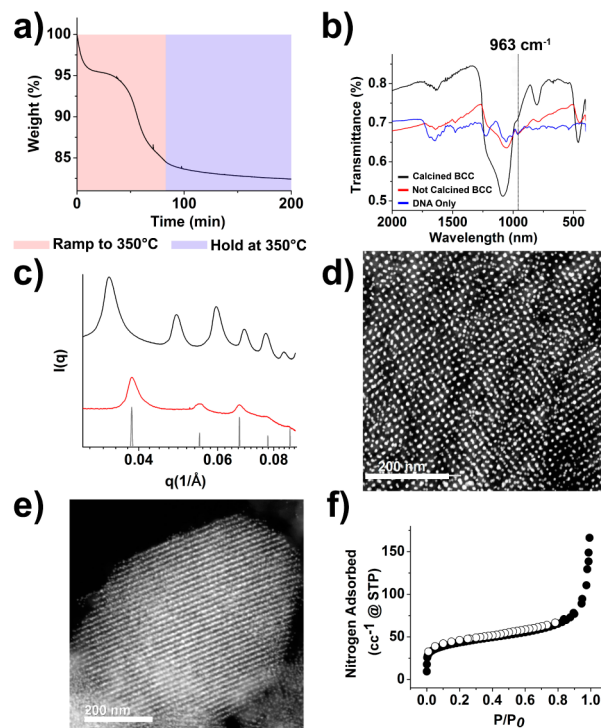 a)
100
95
90
85
Weight (%)
0
50
100
150
200
Time (min)
Ramp to 350°C
Hold at 350°C
b)
963 cm⁻¹
0.8
0.7
0.6
0.5
Transmittance (%)
Calcined BCC
Not Calcined BCC
DNA Only
2000
1500
1000
500
Wavelength (nm)
c)
I(q)
0.04
0.06
0.08
q(1/Å)
d)
200 nm
e)
200 nm
f)
150
100
50
0
Nitrogen Adsorbed
(cc⁻¹ @ STP)
0.0
0.2
0.4
0.6
0.8
1.0
P/P₀